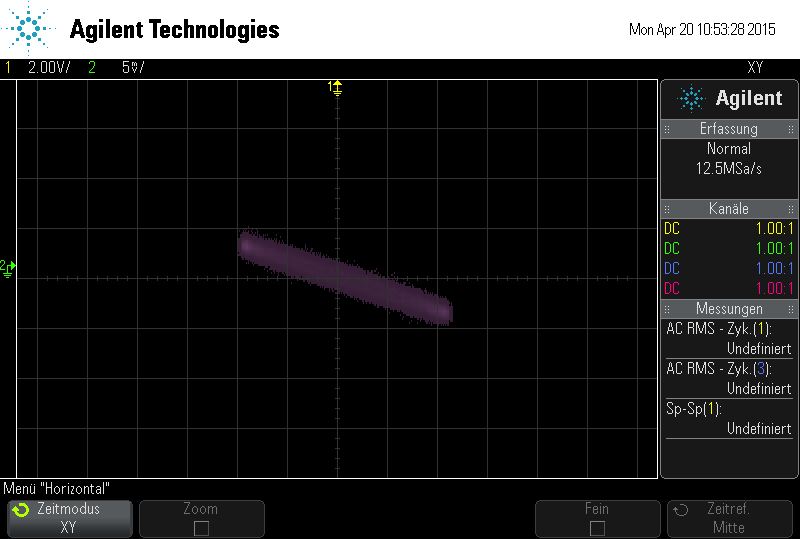 Agilent Technologies
Mon Apr 20 10:53:28 2015
1 2.00V/ 2 5mV/ XY
1
2
Agilent
Erfassung
Normal
12.5MSa/s
Kanäle
DC 1.00:1
DC 1.00:1
DC 1.00:1
DC 1.00:1
Messungen
AC RMS - Zyk.(1):
Undefiniert
AC RMS - Zyk.(3):
Undefiniert
Sp-Sp(1):
Undefiniert
Menü "Horizontal"
Zeitmodus
XY
Zoom
Fein
Zeitref.
Mitte